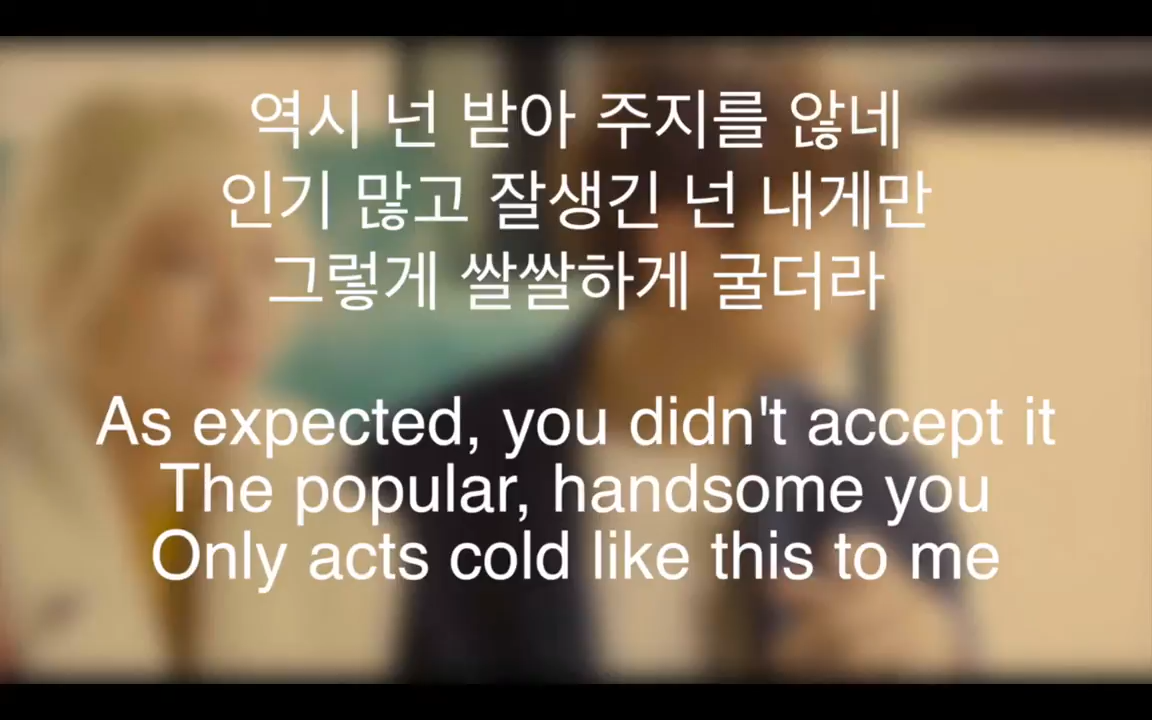 역시 넌 받아 주지를 않네
인기 많고 잘생긴 넌 내게만
그렇게 쌀쌀하게 굴더라
As expected, you didn't accept it
The popular, handsome you
Only acts cold like this to me